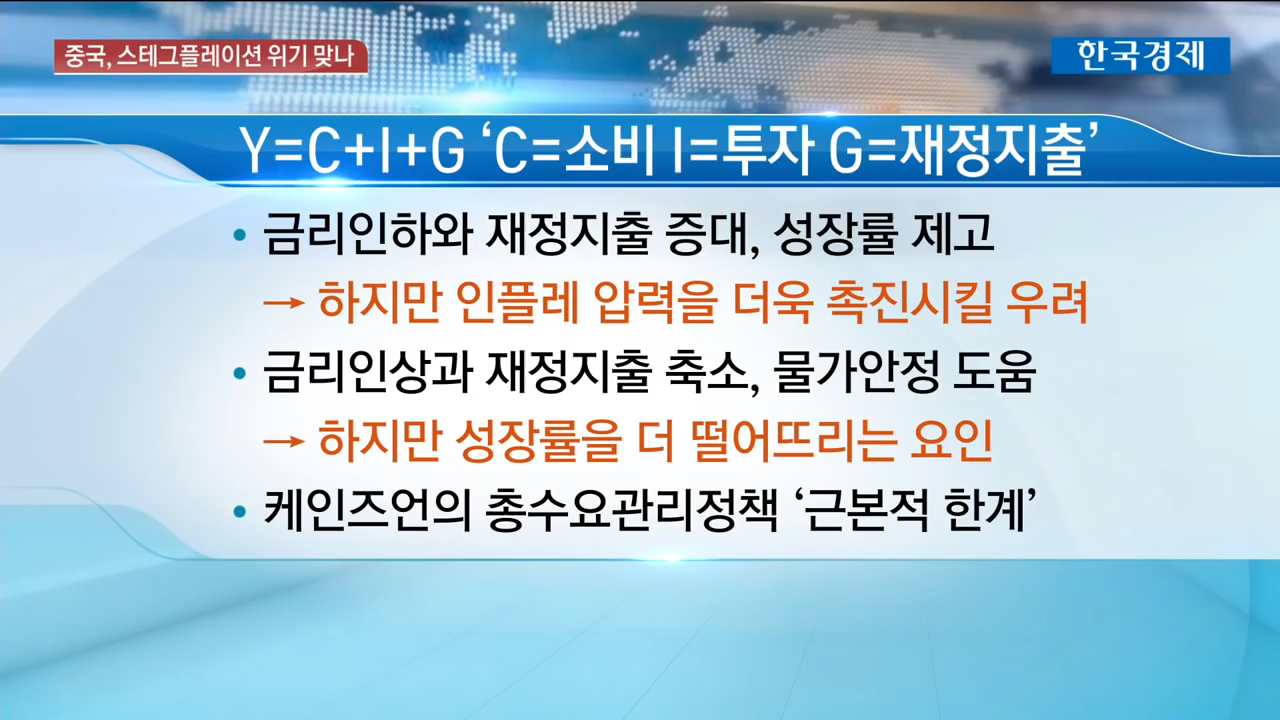 중국, 스테그플레이션 위기 맞나
한국경제
Y=C+I+G ‘C=소비 I=투자 G=재정지출’
• 금리인하와 재정지출 증대, 성장률 제고
→ 하지만 인플레 압력을 더욱 촉진시킬 우려
• 금리인상과 재정지출 축소, 물가안정 도움
→ 하지만 성장률을 더 떨어뜨리는 요인
• 케인즈언의 총수요관리정책 ‘근본적 한계’